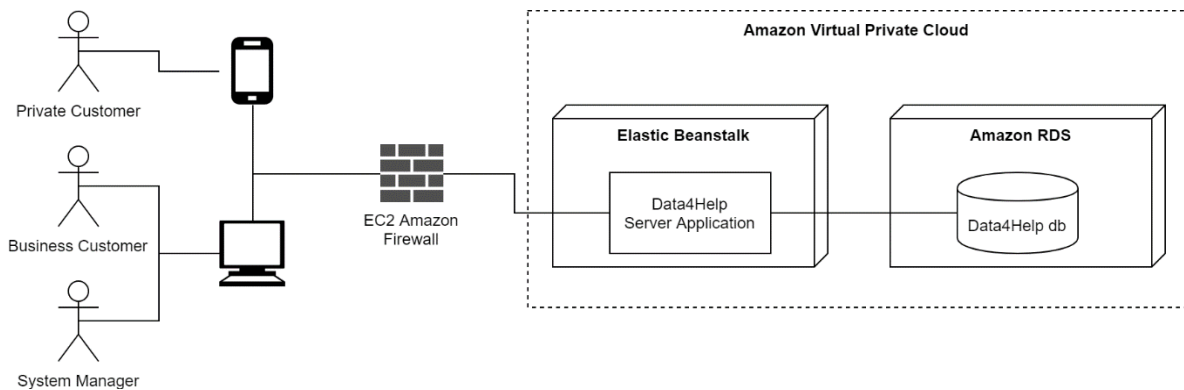 Amazon Virtual Private Cloud
Private Customer
Elastic Beanstalk
Amazon RDS
Data4Help
Server Application
EC2 Amazon
Firewall
Data4Help db
Business Customer
System Manager